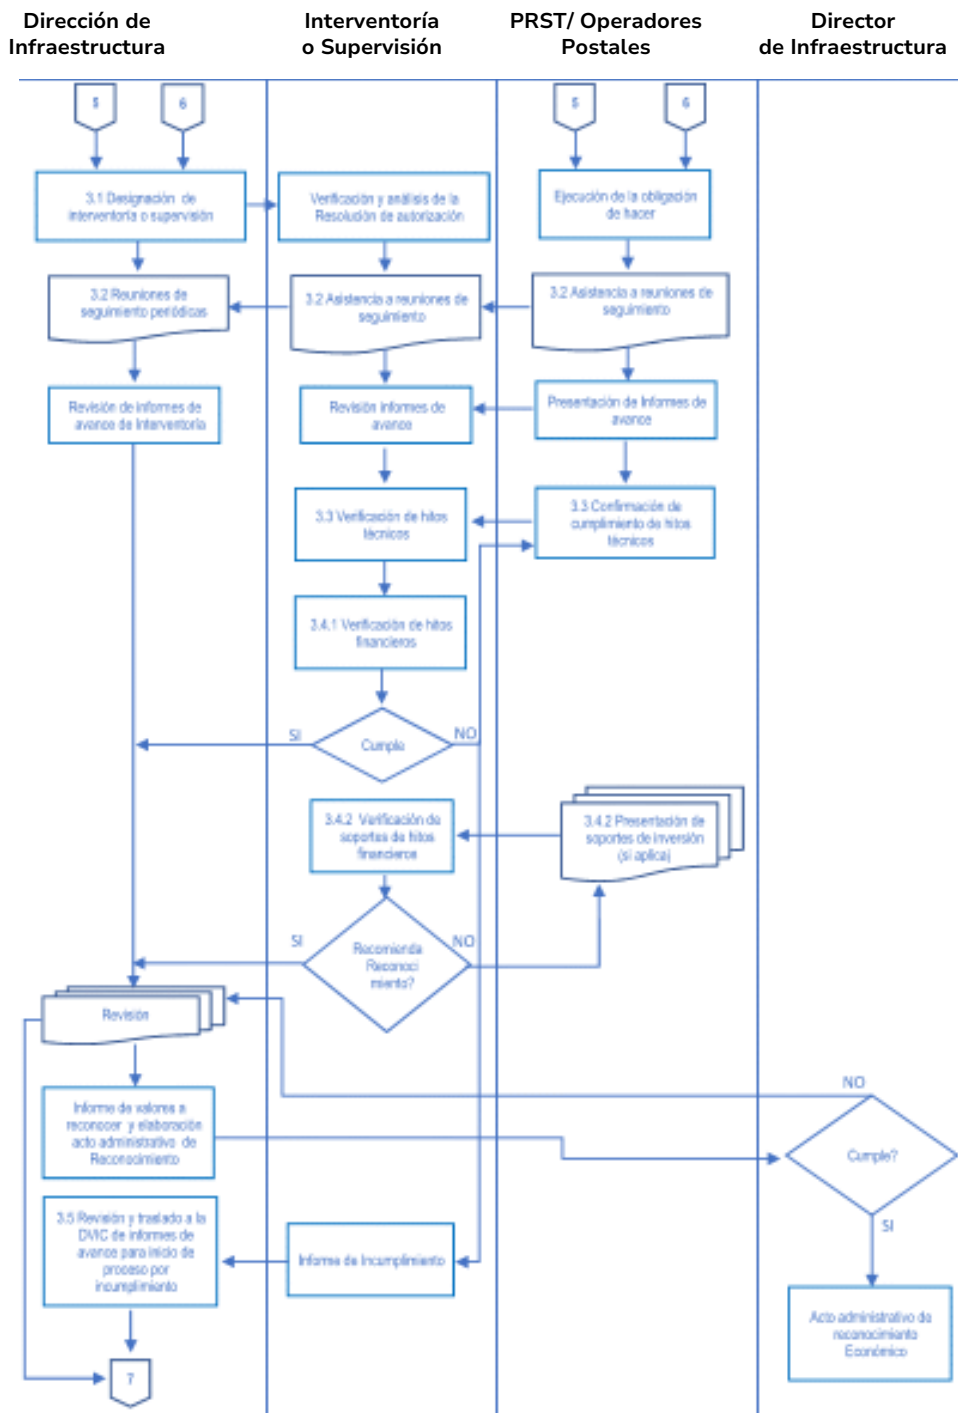 Dirección de
Infraestructura
Interventoría
o Supervisión
PRST/ Operadores
Postales
Director
de Infraestructura
5
6
5
6
3.1 Designación de
interventoría o supervisión
Verificación y análisis de la
Resolución de autorización
Ejecución de la obligación
de hacer
3.2 Reuniones de
seguimiento periódicas
3.2 Asistencia a reuniones de
seguimiento
3.2 Asistencia a reuniones de
seguimiento
Revisión de informes de
avance de Interventoría
Revisión informes de
avance
Presentación de Informes de
avance
3.3 Verificación de hitos
técnicos
3.3 Confirmación de
cumplimiento de hitos
técnicos
3.4.1 Verificación de hitos
financieros
SI
Cumple
NO
3.4.2 Verificación de
soportes de hitos
financieros
3.4.2 Presentación de
soportes de inversión
(si aplica)
SI
Recomienda
Reconoci
miento?
NO
Revisión
NO
Informe de valores a
reconocer y elaboración
acto administrativo de
Reconocimiento
Cumple?
SI
3.5 Revisión y traslado a la
DVIC de informes de
avance para inicio de
proceso por
incumplimiento
Informe de Incumplimiento
Acto administrativo de
reconocimiento
Económico
7